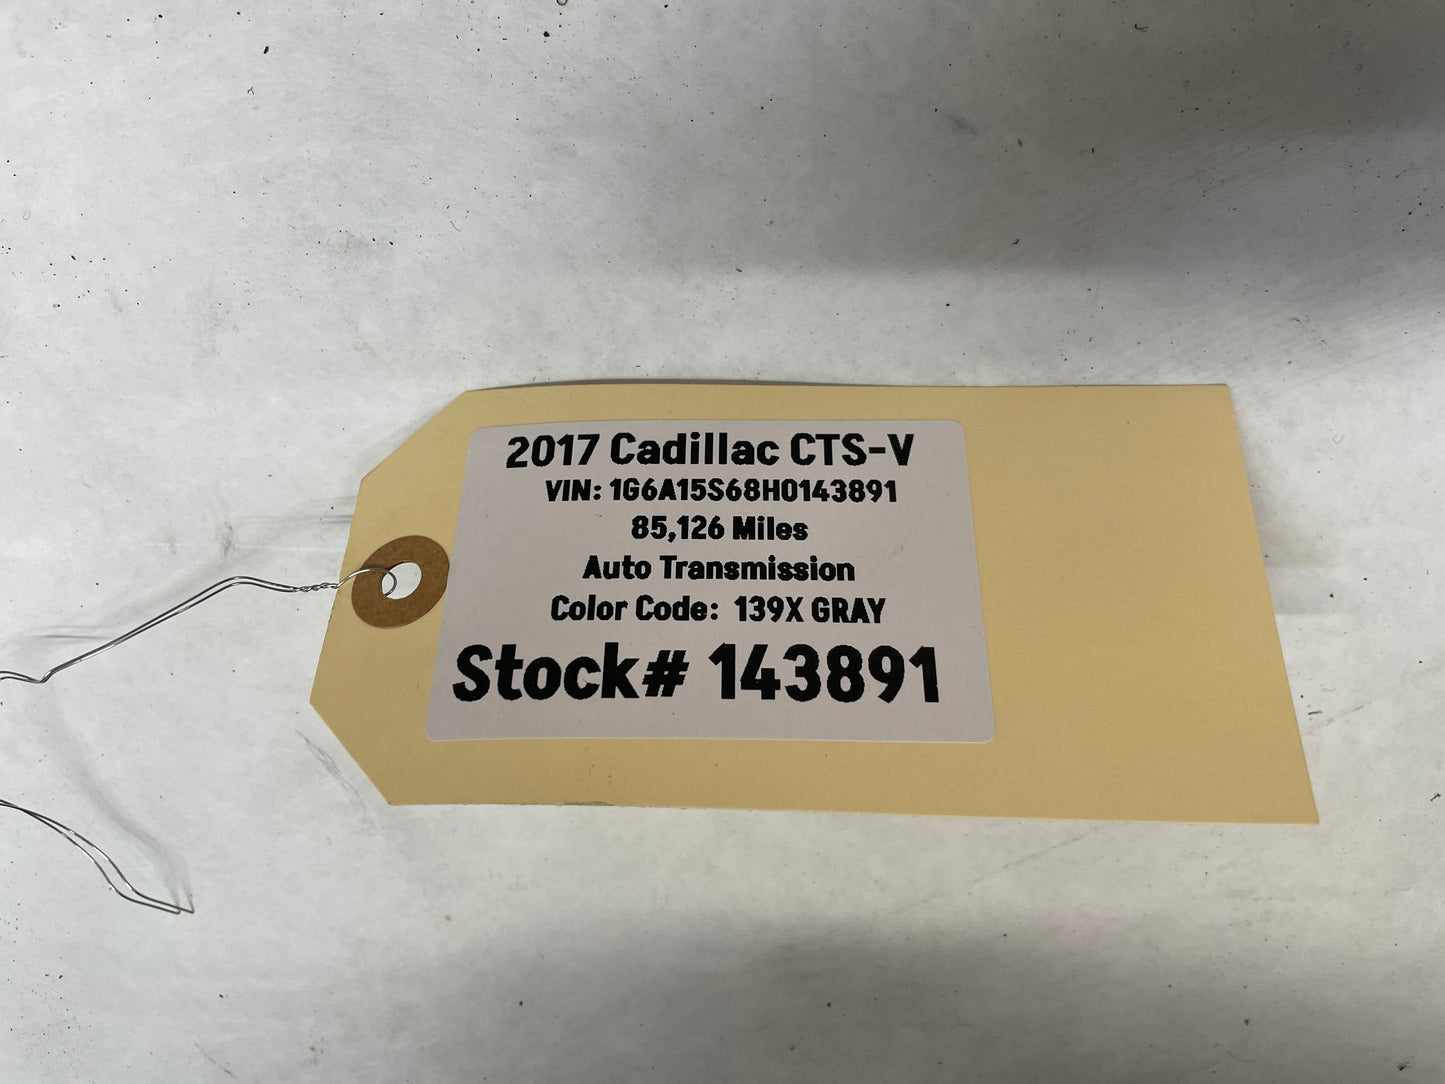 2017 Cadillac CTS-V
VIN: 1G6A15S68H0143891
85,126 Miles
Auto Transmission
Color Code: 139X GRAY
Stock# 143891